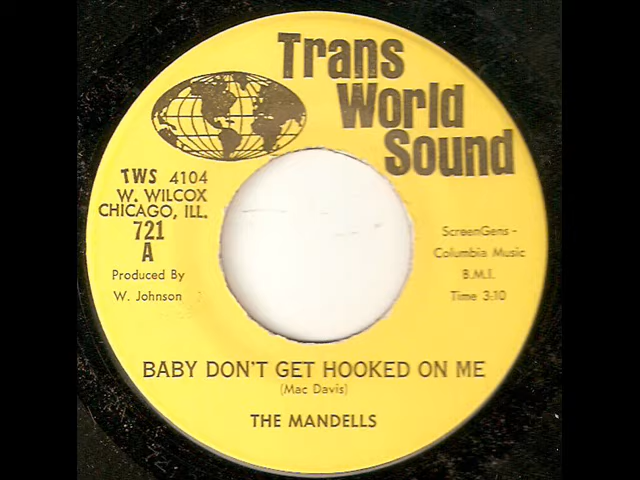 Trans
World
Sound
TWS 4104
W. WILCOX
CHICAGO, ILL.
721
A
Produced By
W. Johnson
ScreenGens -
Columbia Music
B.M.I.
Time 3:10
BABY DON'T GET HOOKED ON ME
(Mac Davis)
THE MANDELLS